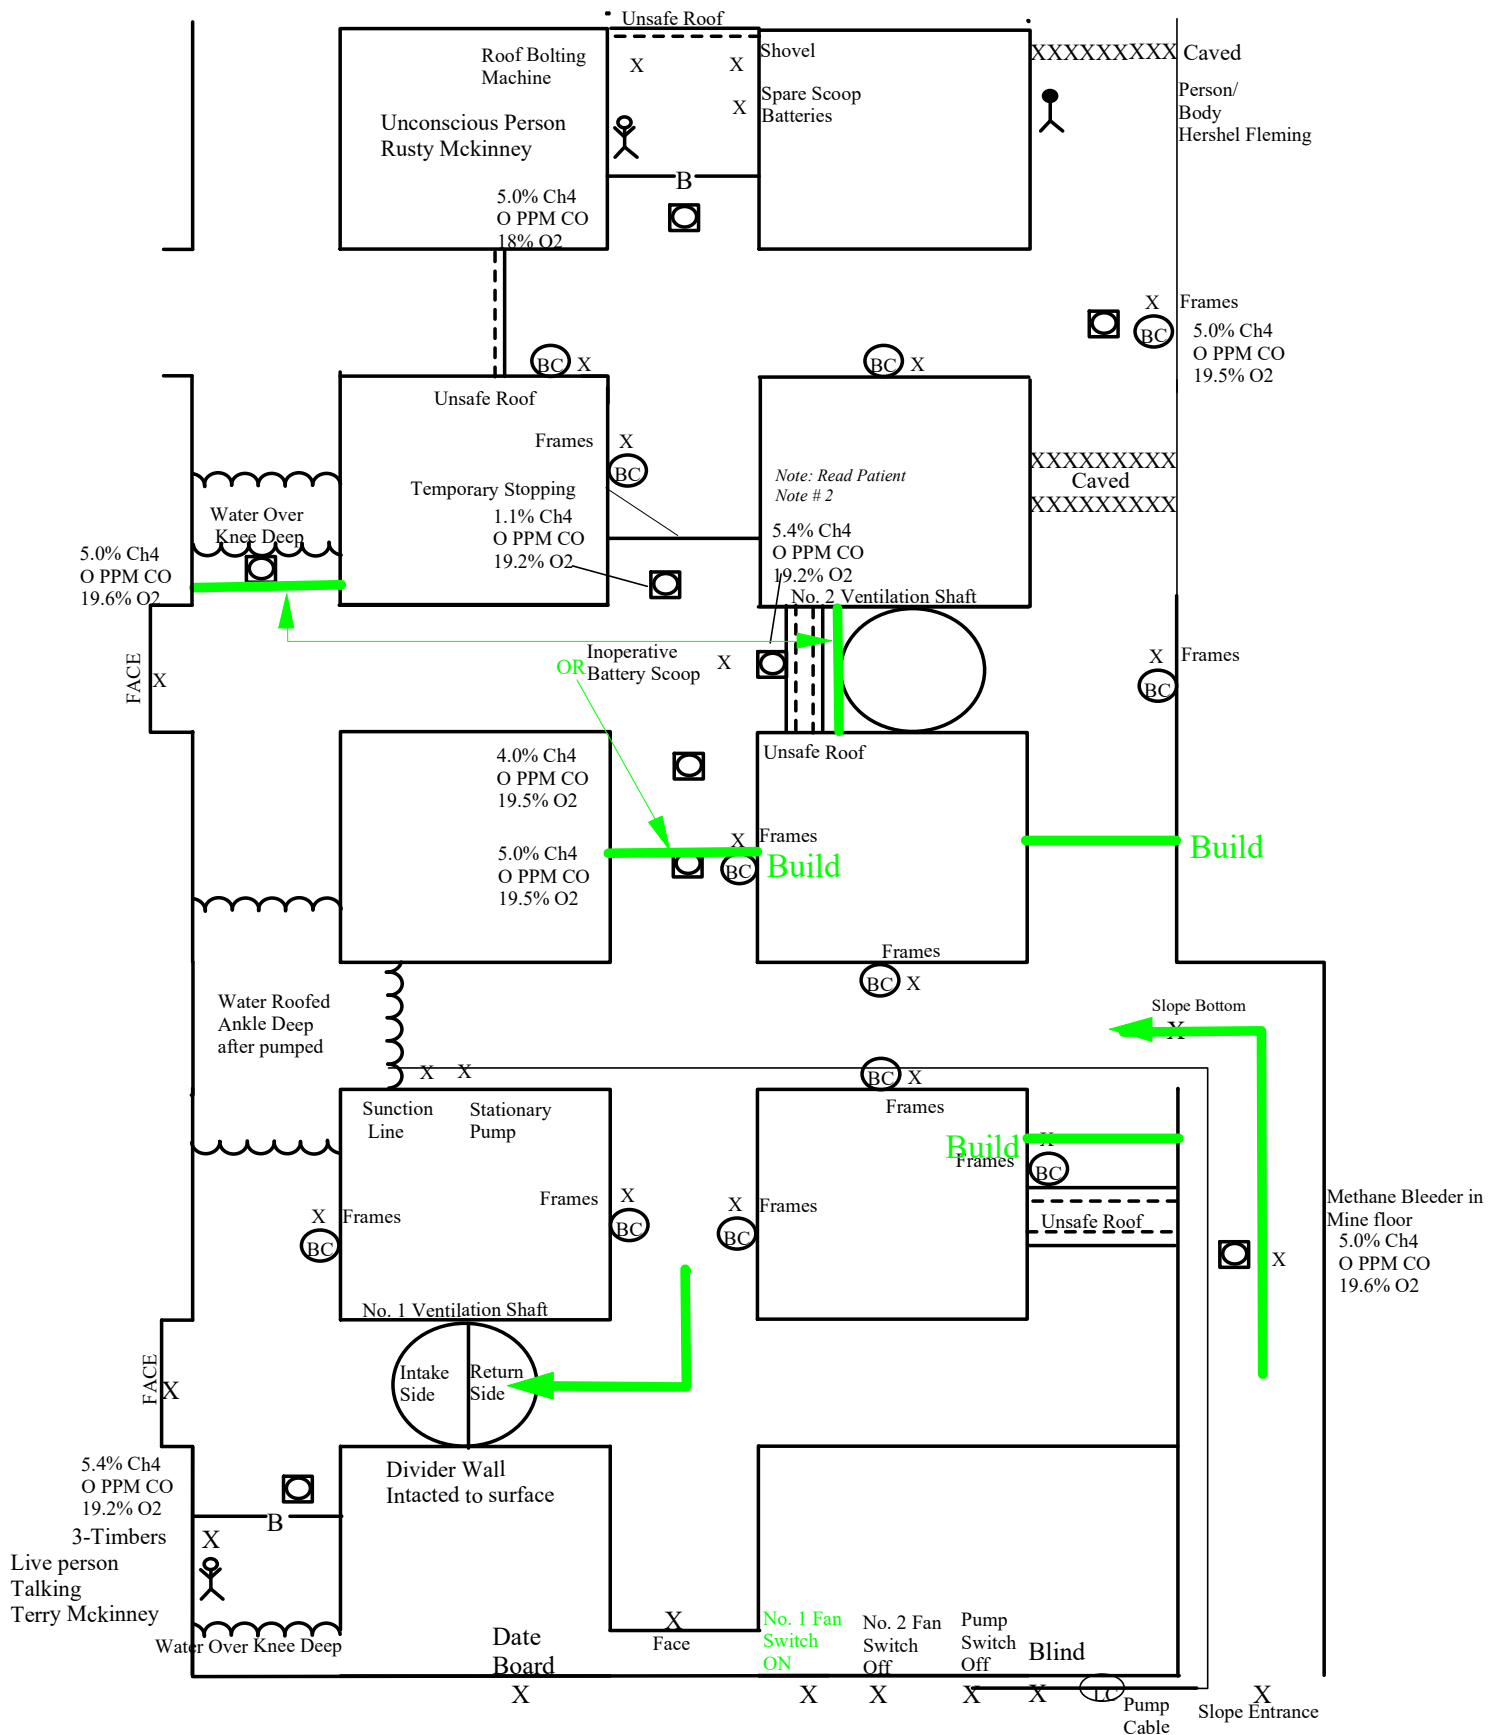 Unsafe Roof
Roof Bolting
Machine
X
X
Shovel
XXXXXXXXX Caved
X
Spare Scoop
Batteries
Person/
Body
Hershel Fleming
Unconscious Person
Rusty Mckinney
B
5.0% Ch4
O PPM CO
18% O2
X
Frames
BC
5.0% Ch4
O PPM CO
19.5% O2
BC X
BC X
Unsafe Roof
Frames
X
BC
Temporary Stopping
1.1% Ch4
O PPM CO
19.2% O2
Note: Read Patient
Note # 2
5.4% Ch4
O PPM CO
19.2% O2
XXXXXXXXX
Caved
XXXXXXXXX
Water Over
Knee Deep
5.0% Ch4
O PPM CO
19.6% O2
No. 2 Ventilation Shaft
FACE
X
OR
Inoperative
Battery Scoop
X
X
Frames
BC
Unsafe Roof
4.0% Ch4
O PPM CO
19.5% O2
X
Frames
BC
Build
Build
5.0% Ch4
O PPM CO
19.5% O2
Frames
BC X
Water Roofed
Ankle Deep
after pumped
Slope Bottom
X
X
X
BC X
Frames
Sunction
Line
Stationary
Pump
Build
X
Frames
BC
Unsafe Roof
X
Frames
BC
Frames
X
BC
X
Frames
BC
Methane Bleeder in
Mine floor
5.0% Ch4
O PPM CO
19.6% O2
X
No. 1 Ventilation Shaft
Intake
Side
Return
Side
FACE
X
Divider Wall
Intacted to surface
5.4% Ch4
O PPM CO
19.2% O2
B
3-Timbers
X
Live person
Talking
Terry Mckinney
Water Over Knee Deep
Date
Board
X
X
Face
No. 1 Fan
Switch
ON
X
No. 2 Fan
Switch
Off
X
Pump
Switch
Off
X
Blind
X
LC
Pump
Cable
X
Slope Entrance